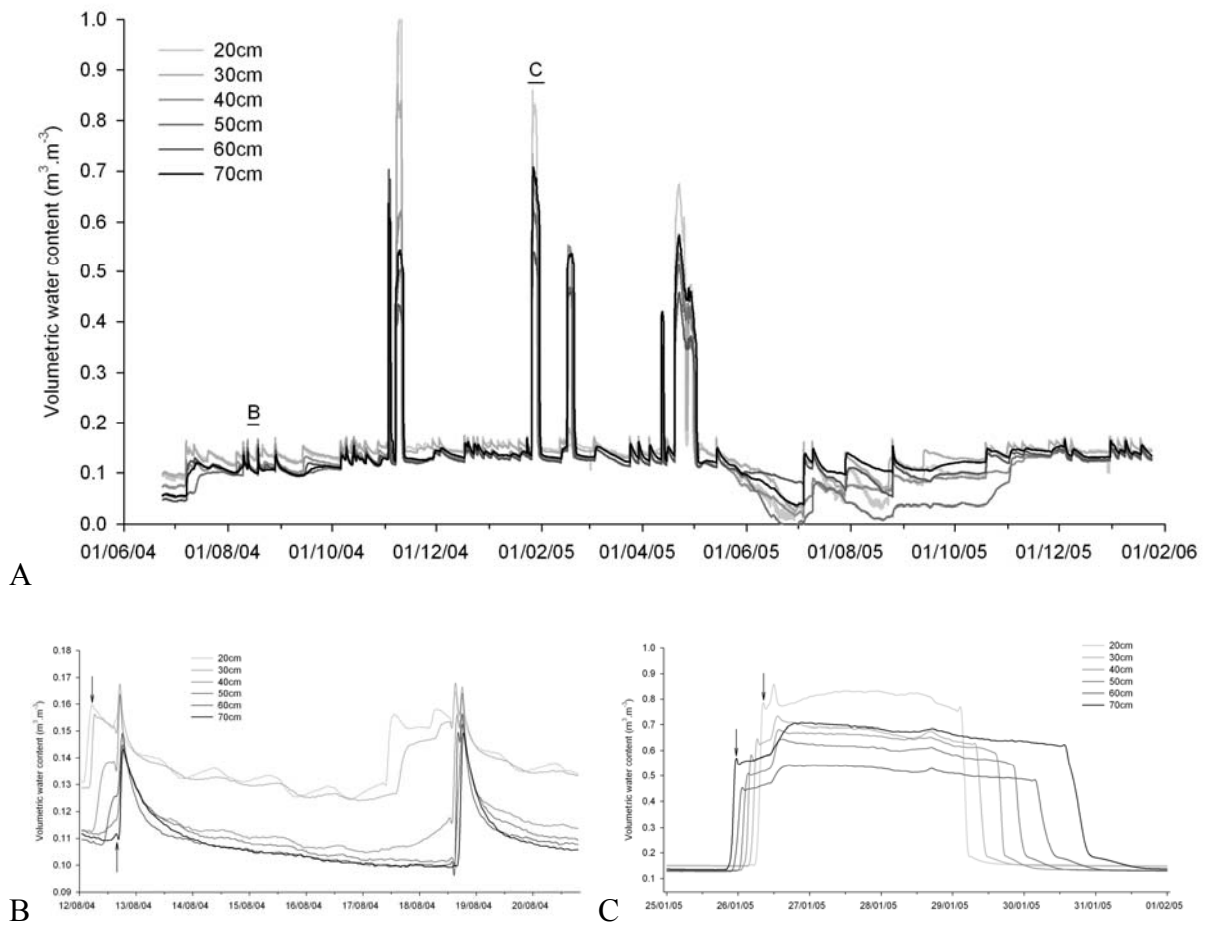 1.0
0.9
0.8
0.7
0.6
0.5
0.4
0.3
0.2
0.1
0.0
Volumetric water content (m³.m⁻³)
20cm
30cm
40cm
50cm
60cm
70cm
B
C
01/06/04 01/08/04 01/10/04 01/12/04 01/02/05 01/04/05 01/06/05 01/08/05 01/10/05 01/12/05 01/02/06
A
0.18
0.17
0.16
0.15
0.14
0.13
0.12
0.11
0.10
0.09
Volumetric water content (m³.m⁻³)
20cm
30cm
40cm
50cm
60cm
70cm
12/08/04 13/08/04 14/08/04 15/08/04 16/08/04 17/08/04 18/08/04 19/08/04 20/08/04
B
1.0
0.9
0.8
0.7
0.6
0.5
0.4
0.3
0.2
0.1
Volumetric water content (m³.m⁻³)
20cm
30cm
40cm
50cm
60cm
70cm
25/01/05 26/01/05 27/01/05 28/01/05 29/01/05 30/01/05 31/01/05 01/02/05
C